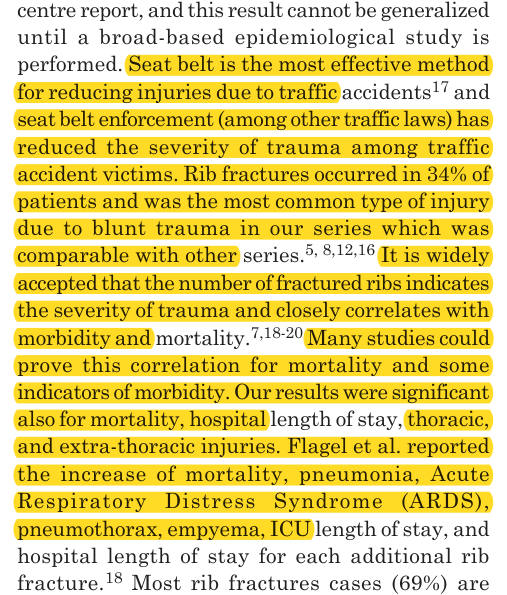 centre report, and this result cannot be generalized
until a broad-based epidemiological study is
performed. Seat belt is the most effective method
for reducing injuries due to traffic accidents17 and
seat belt enforcement (among other traffic laws) has
reduced the severity of trauma among traffic
accident victims. Rib fractures occurred in 34% of
patients and was the most common type of injury
due to blunt trauma in our series which was
comparable with other series.5, 8,12,16 It is widely
accepted that the number of fractured ribs indicates
the severity of trauma and closely correlates with
morbidity and mortality.7,18-20 Many studies could
prove this correlation for mortality and some
indicators of morbidity. Our results were significant
also for mortality, hospital length of stay, thoracic,
and extra-thoracic injuries. Flagel et al. reported
the increase of mortality, pneumonia, Acute
Respiratory Distress Syndrome (ARDS),
pneumothorax, empyema, ICU length of stay, and
hospital length of stay for each additional rib
fracture.18 Most rib fractures cases (69%) are